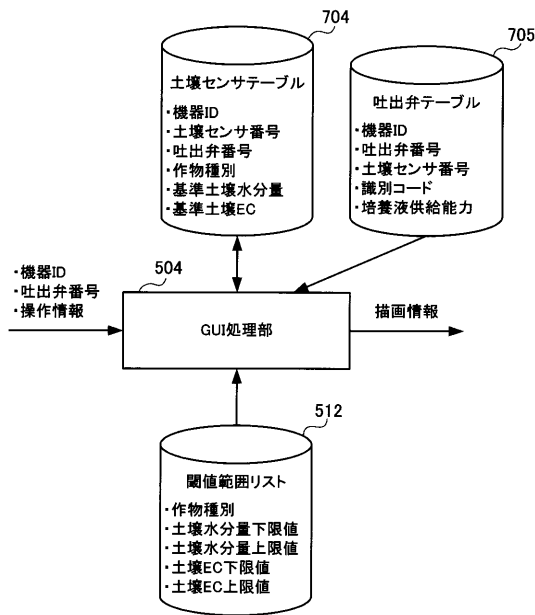 704
土壌センサテーブル
・機器ID
・土壌センサ番号
・吐出弁番号
・作物種別
・基準土壌水分量
・基準土壌EC
705
吐出弁テーブル
・機器ID
・吐出弁番号
・土壌センサ番号
・識別コード
・培養液供給能力
・機器ID
・吐出弁番号
・操作情報
504
GUI処理部
描画情報
512
閾値範囲リスト
・作物種別
・土壌水分量下限値
・土壌水分量上限値
・土壌EC下限値
・土壌EC上限値